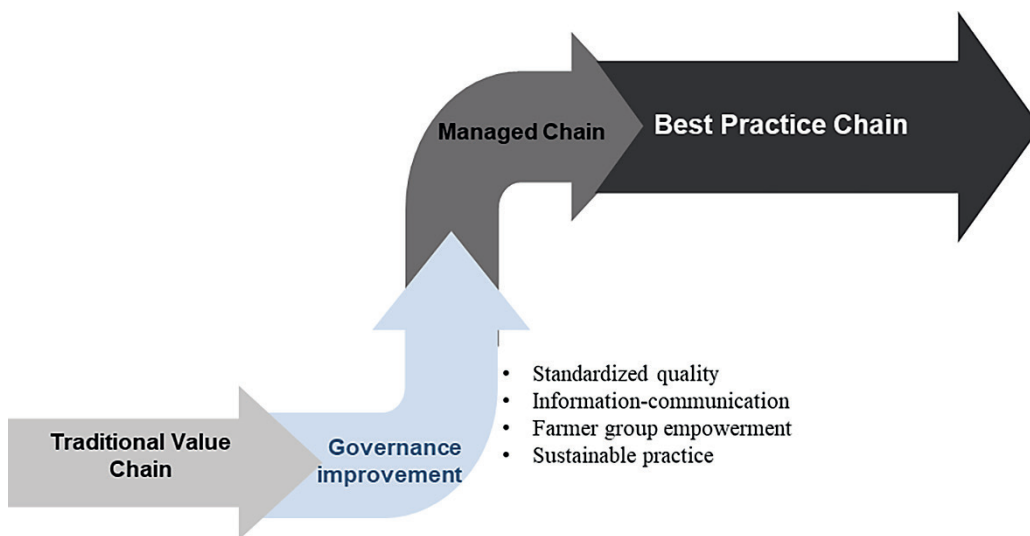 Managed Chain
Best Practice Chain
• Standardized quality
• Information-communication
• Farmer group empowerment
• Sustainable practice
Traditional Value
Chain
Governance
improvement